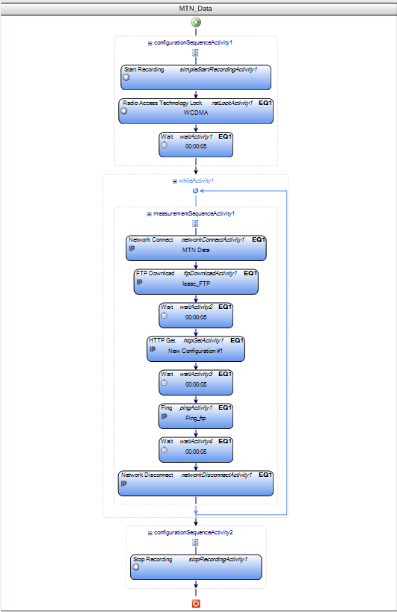 MTN_Data
configurationSequenceActivity1
Start Recording simpleStartRecordingActivity1
Radio Access Technology Lock ratLockActivity1 EQ1
WCDMA
Wait waitActivity1 EQ1
00:00:05
whileActivity1
measurementSequenceActivity1
Network Connect networkConnectActivity1 EQ1
IP MTN Data
FTP Download ftpDownloadActivity1 EQ1
IP Isaac_FTP
Wait waitActivity2 EQ1
00:00:05
HTTP Get httpGetActivity1 EQ1
IP New Configuration #1
Wait waitActivity3 EQ1
00:00:05
Ping pingActivity1 EQ1
IP Ping_ftp
Wait waitActivity4 EQ1
00:00:05
Network Disconnect networkDisconnectActivity1 EQ1
IP
configurationSequenceActivity2
Stop Recording stopRecordingActivity1